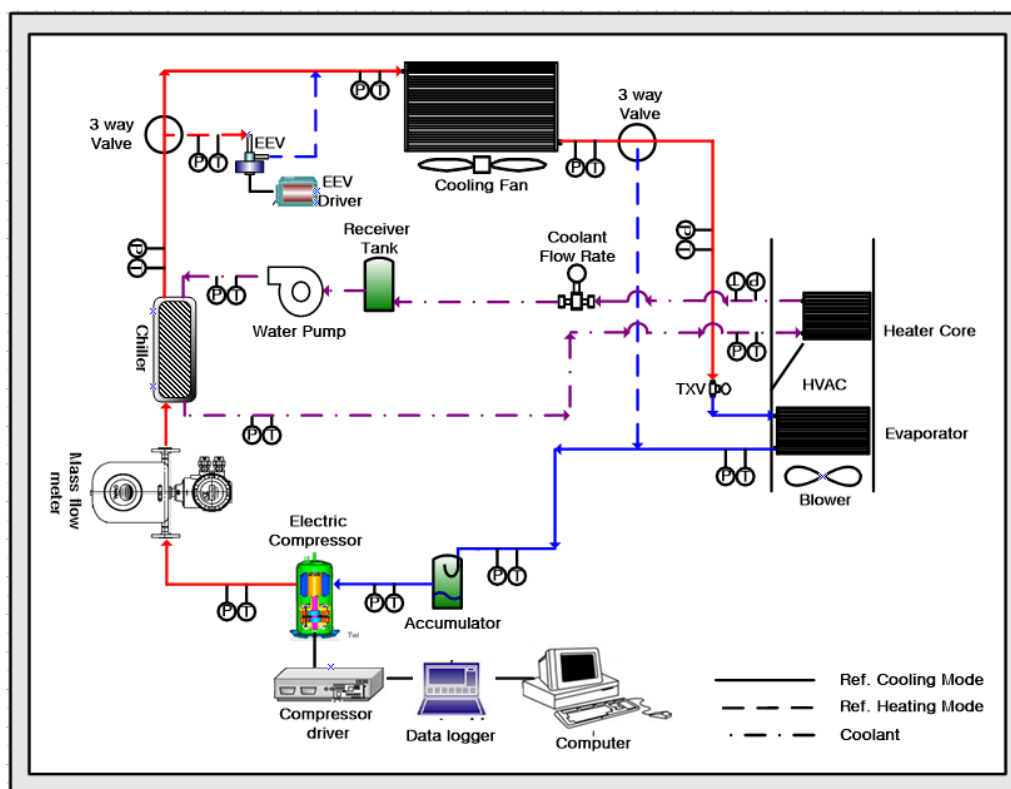 3 way
Valve
P
T
EEV
EEV
Driver
P
T
Cooling Fan
P
T
3 way
Valve
P
T
P
T
Receiver
Tank
Coolant
Flow Rate
P
T
Water Pump
P
T
P
T
Heater Core
Chiller
TXV
HVAC
P
T
Evaporator
P
T
Blower
Mass flow
meter
Electric
Compressor
P
T
P
T
P
T
Accumulator
Twi
Compressor
driver
Data logger
Computer
Ref. Cooling Mode
Ref. Heating Mode
Coolant